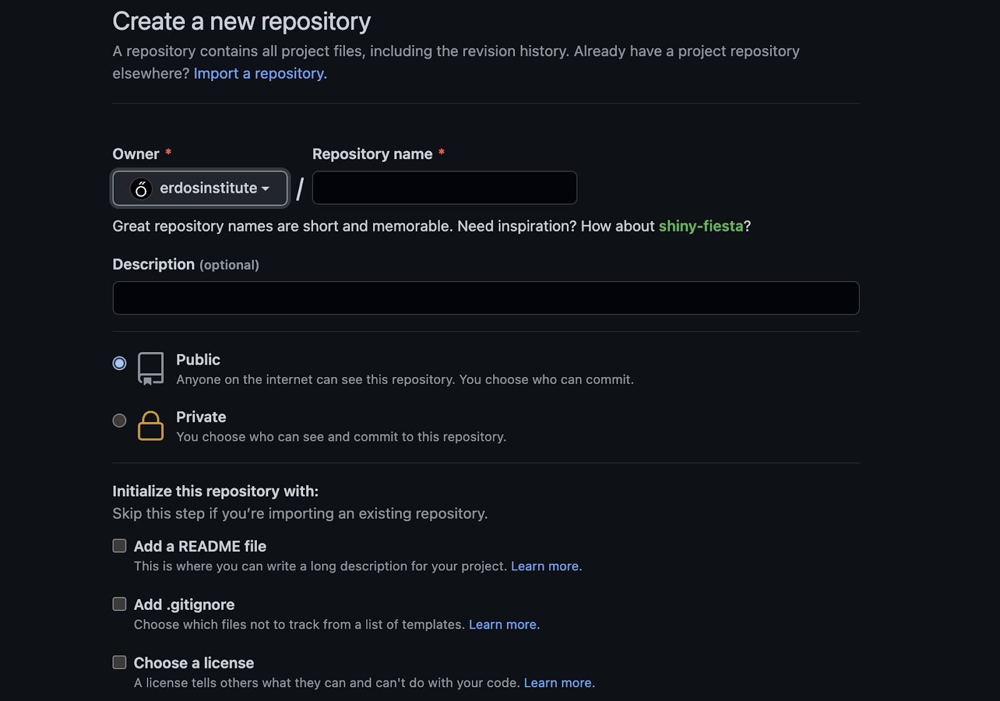 Create a new repository
A repository contains all project files, including the revision history. Already have a project repository
elsewhere? Import a repository.
Owner * Repository name *
ő erdosinstitute /
Great repository names are short and memorable. Need inspiration? How about shiny-fiesta?
Description (optional)
Public
Anyone on the internet can see this repository. You choose who can commit.
Private
You choose who can see and commit to this repository.
Initialize this repository with:
Skip this step if you’re importing an existing repository.
Add a README file
This is where you can write a long description for your project. Learn more.
Add .gitignore
Choose which files not to track from a list of templates. Learn more.
Choose a license
A license tells others what they can and can't do with your code. Learn more.